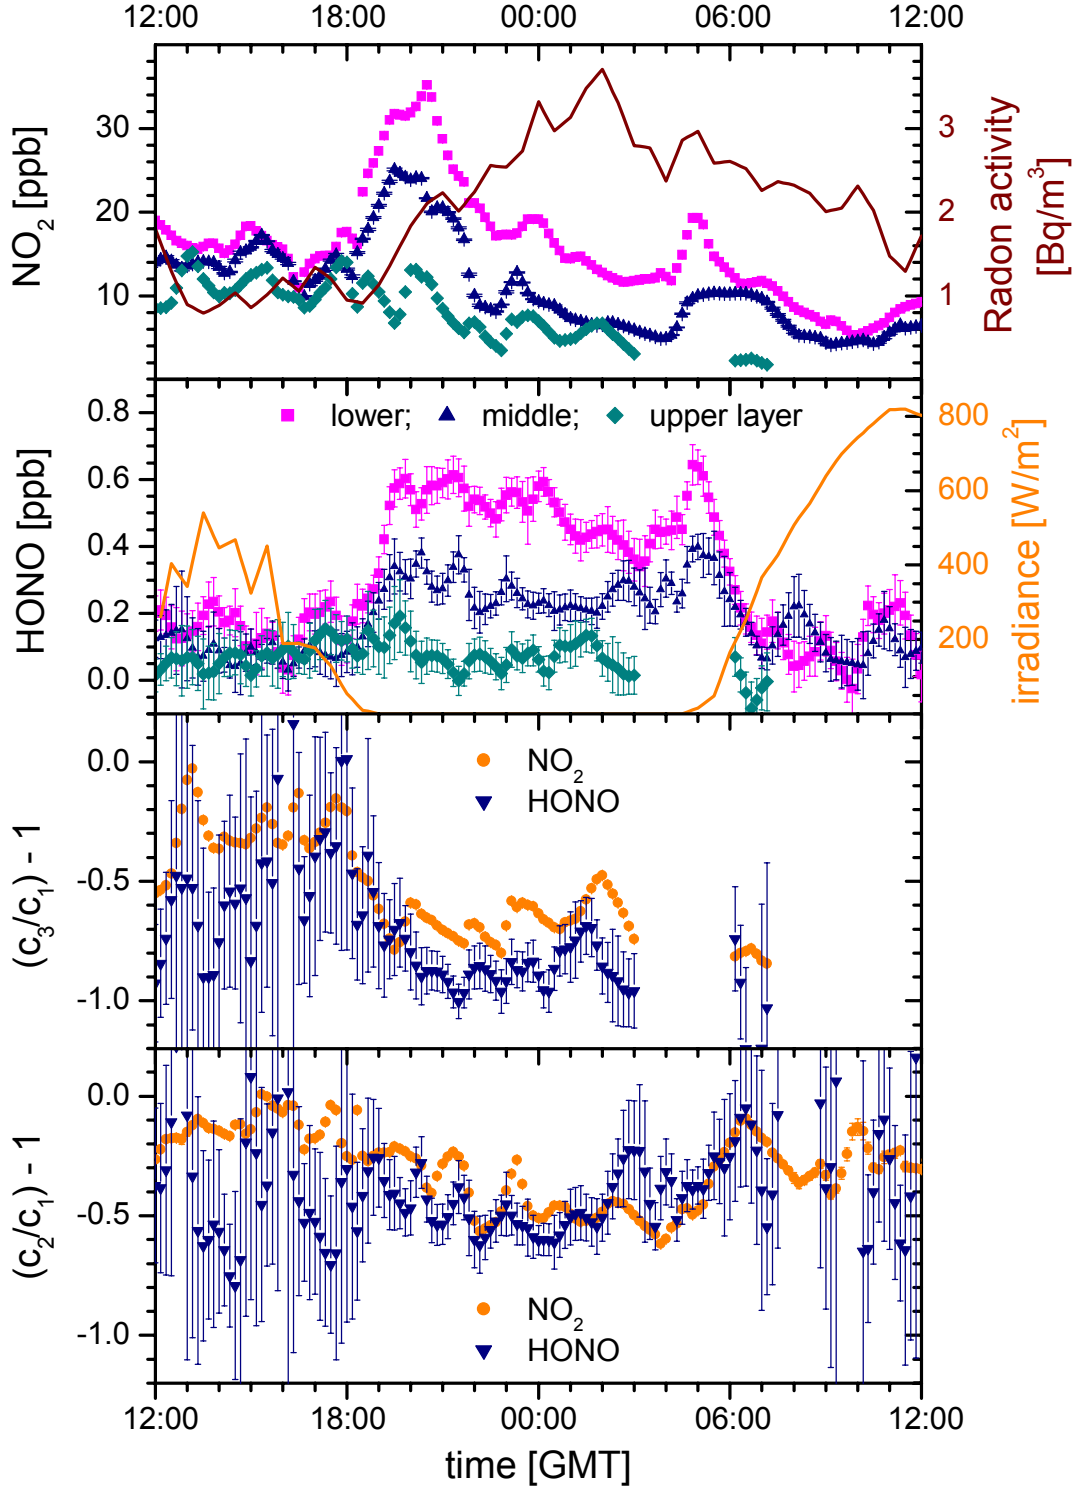 12:00 18:00 00:00 06:00 12:00
NO2 [ppb]
30
20
10
3
2
1
Radon activity
[Bq/m3]
lower; middle; upper layer
HONO [ppb]
0.8
0.6
0.4
0.2
0.0
800
600
400
200
irradiance [W/m2]
(c3/c1) - 1
0.0
-0.5
-1.0
NO2
HONO
(c2/c1) - 1
0.0
-0.5
-1.0
NO2
HONO
12:00 18:00 00:00 06:00 12:00
time [GMT]